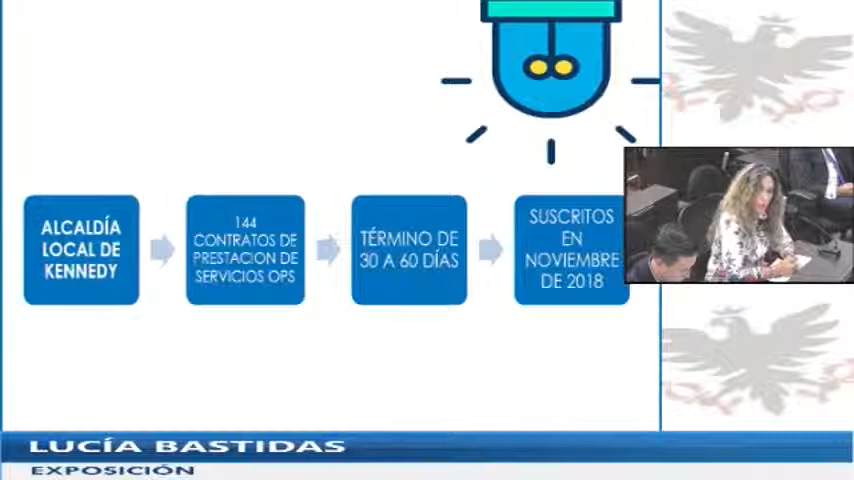 ALCALDÍA
LOCAL DE
KENNEDY
144
CONTRATOS DE
PRESTACION DE
SERVICIOS OPS
TÉRMINO DE
30 A 60 DÍAS
SUSCRITOS
EN
NOVIEMBRE
DE 2018
LUCÍA BASTIDAS
EXPOSICIÓN